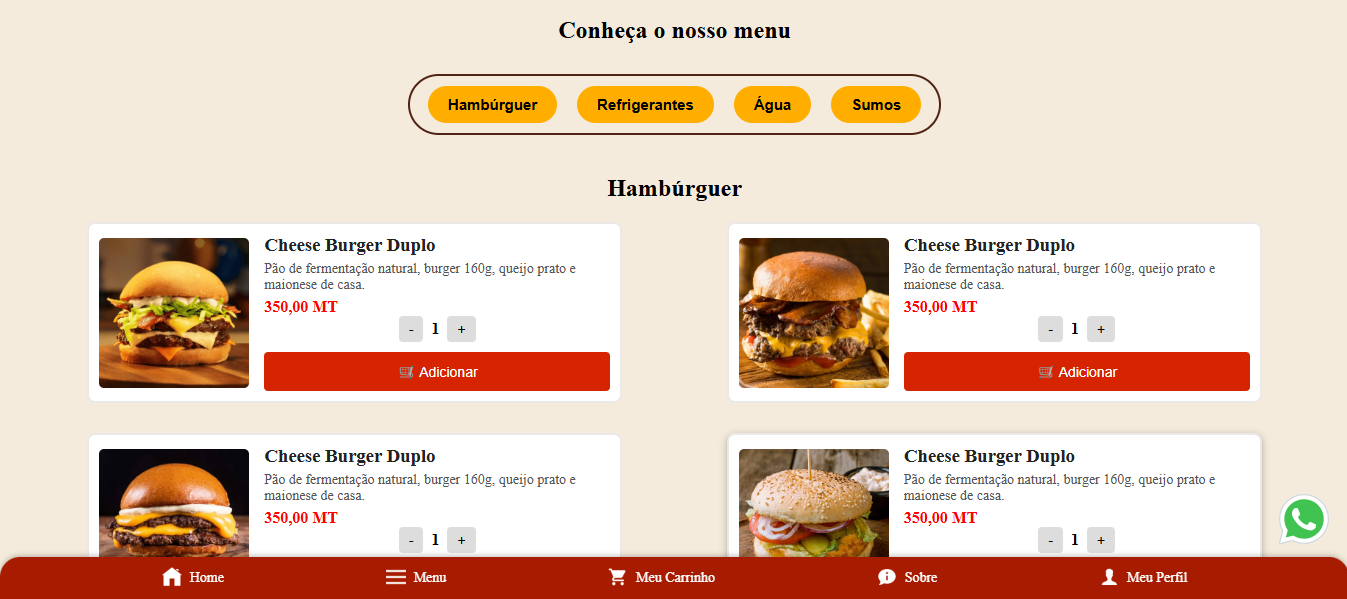 Conheça o nosso menu
Hambúrguer
Refrigerantes
Água
Sumos
Hambúrguer
Cheese Burger Duplo
Pão de fermentação natural, burger 160g, queijo prato e
maionese de casa.
350,00 MT
- 1 +
Adicionar
Cheese Burger Duplo
Pão de fermentação natural, burger 160g, queijo prato e
maionese de casa.
350,00 MT
- 1 +
Adicionar
Cheese Burger Duplo
Pão de fermentação natural, burger 160g, queijo prato e
maionese de casa.
350,00 MT
- 1 +
Cheese Burger Duplo
Pão de fermentação natural, burger 160g, queijo prato e
maionese de casa.
350,00 MT
- 1 +
Home
Menu
Meu Carrinho
Sobre
Meu Perfil